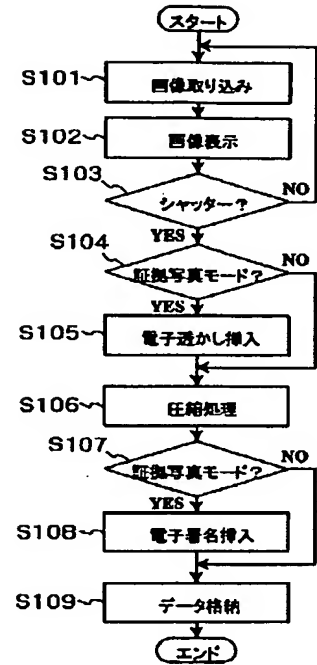 スタート
S101 画像取り込み
S102 画像表示
S103 シャッター? NO
YES
S104 証拠写真モード? NO
YES
S105 電子透かし挿入
S106 圧縮処理
S107 証拠写真モード? NO
YES
S108 電子署名挿入
S109 データ格納
エンド